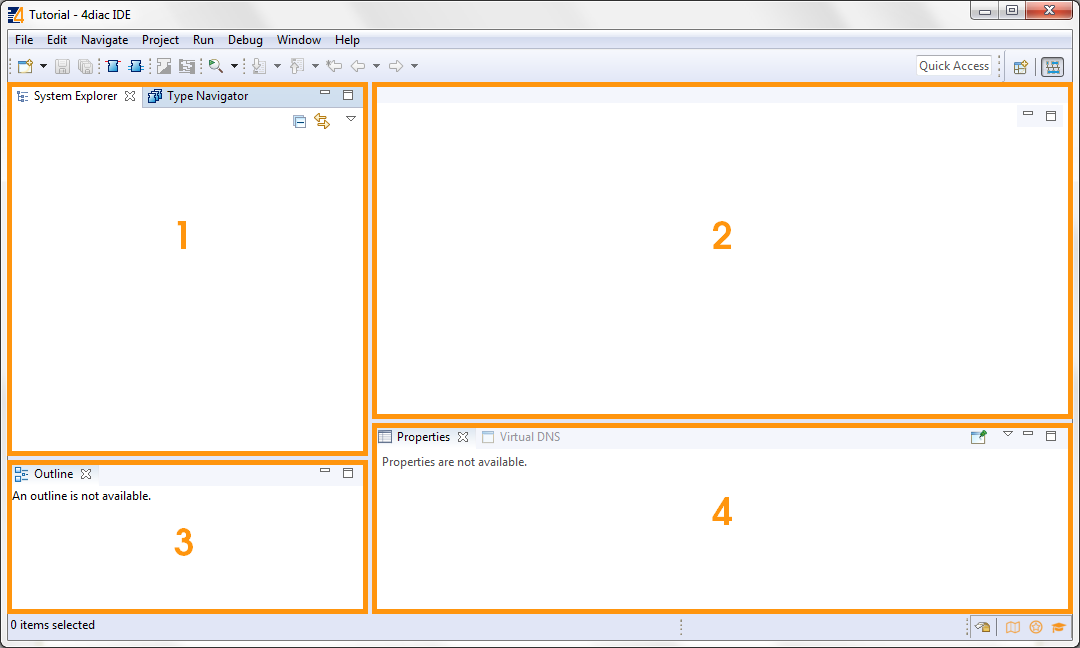 Tutorial - 4diac IDE
File Edit Navigate Project Run Debug Window Help
Quick Access
System Explorer Type Navigator
1
2
Properties Virtual DNS
Properties are not available.
Outline
An outline is not available.
3
4
0 items selected